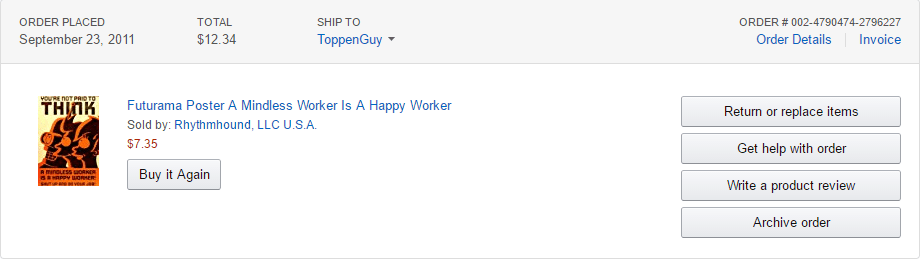 ORDER PLACED
September 23, 2011
TOTAL
$12.34
SHIP TO
ToppenGuy
ORDER # 002-4790474-2796227
Order Details
Invoice
YOU'RE NOT PAID TO
THINK
A MINDLESS WORKER
IS A HAPPY WORKER!
SHUT UP AND DO YOUR JOB!
Futurama Poster A Mindless Worker Is A Happy Worker
Sold by: Rhythmhound, LLC U.S.A.
$7.35
Buy it Again
Return or replace items
Get help with order
Write a product review
Archive order